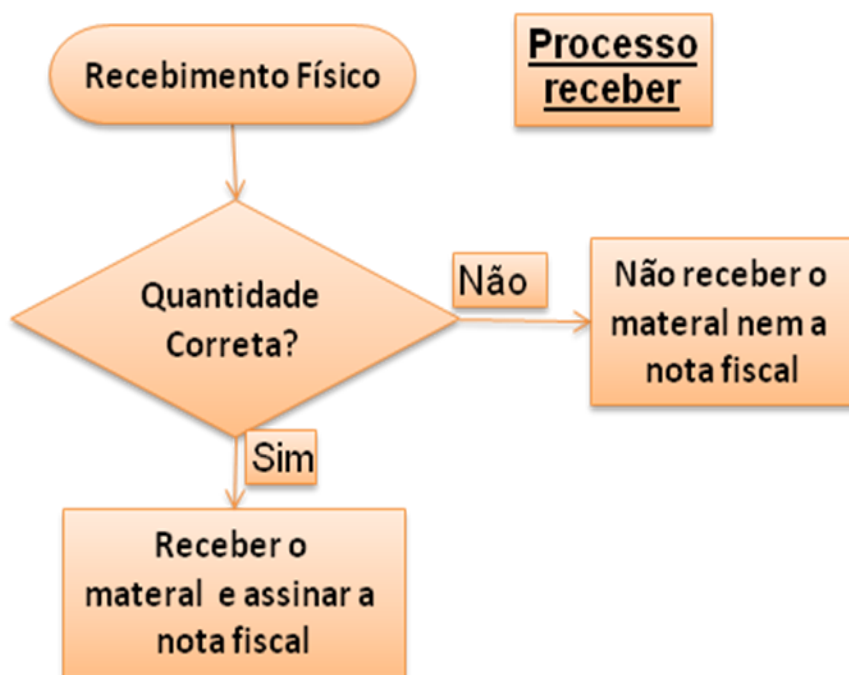 Recebimento Físico
Processo
receber
Quantidade
Correta?
Não
Não receber o
materal nem a
nota fiscal
Sim
Receber o
materal e assinar a
nota fiscal